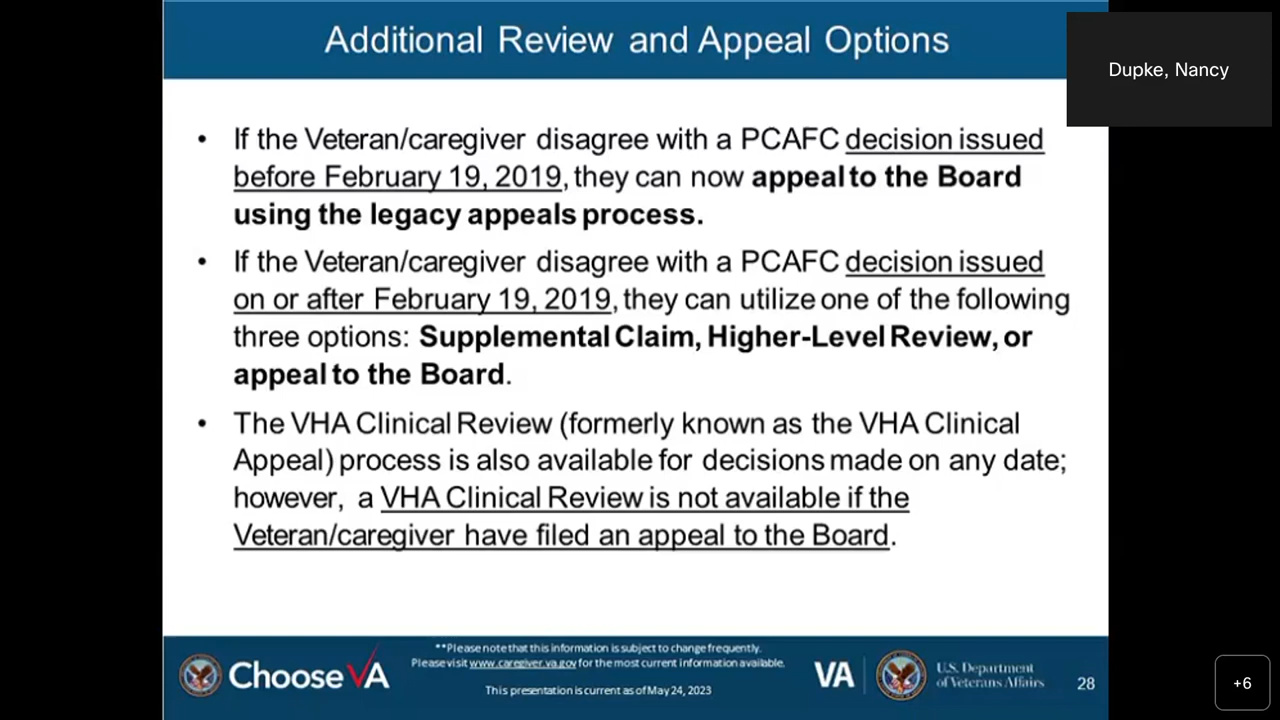 Additional Review and Appeal Options
Dupke, Nancy
• If the Veteran/caregiver disagree with a PCAFC decision issued
before February 19, 2019, they can now appeal to the Board
using the legacy appeals process.
• If the Veteran/caregiver disagree with a PCAFC decision issued
on or after February 19, 2019, they can utilize one of the following
three options: Supplemental Claim, Higher-Level Review, or
appeal to the Board.
• The VHA Clinical Review (formerly known as the VHA Clinical
Appeal) process is also available for decisions made on any date;
however, a VHA Clinical Review is not available if the
Veteran/caregiver have filed an appeal to the Board.
Choose VA
**Please note that this information is subject to change frequently.
Please visit www.caregiver.va.gov for the most current information available.
This presentation is current as of May 24, 2023
VA
U.S. Department
of Veterans Affairs
28
+6